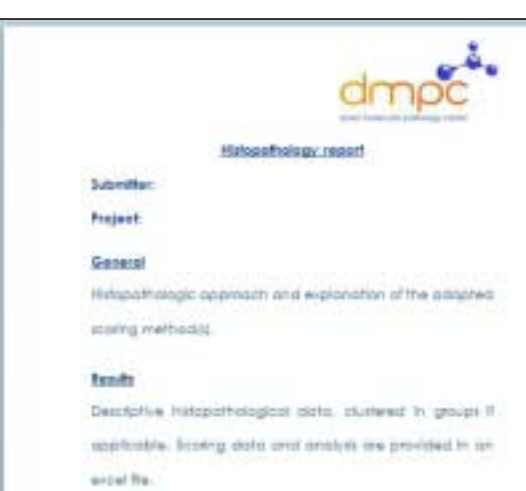 dmpc
Histopathology report
Submitter:
Project:
General
Histopathologic approach and explanation of the adopted
scoring method(s)
Results
Descriptive histopathological data, clustered in groups if
applicable. Scoring data and analysis are provided in an
excel file.